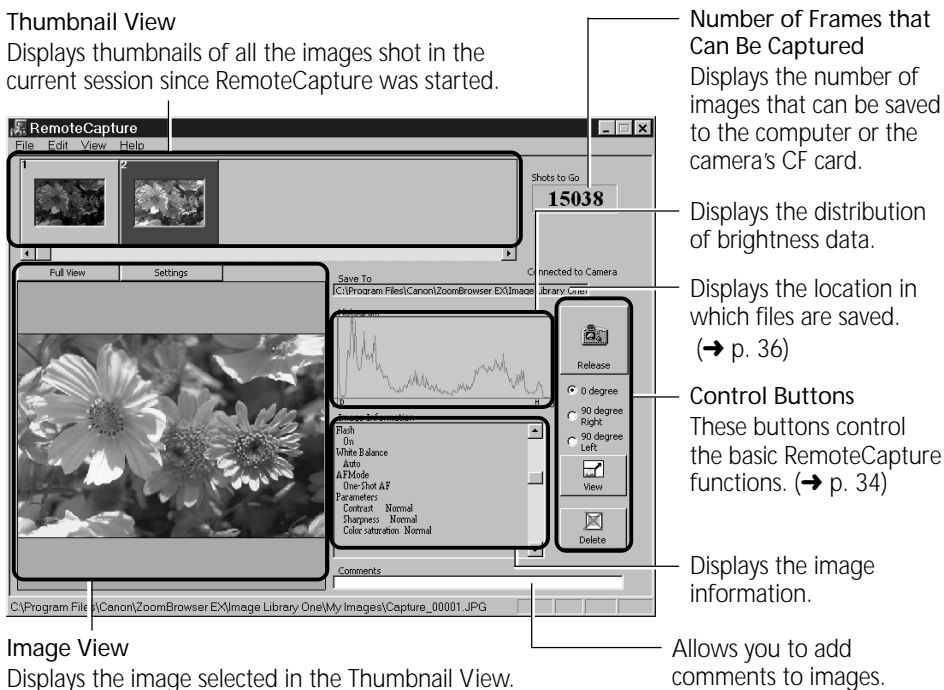 Thumbnail View
Displays thumbnails of all the images shot in the
current session since RemoteCapture was started.
Number of Frames that
Can Be Captured
Displays the number of
images that can be saved
to the computer or the
camera's CF card.
RemoteCapture
File Edit View Help
1
2
Shots to Go
15038
Displays the distribution
of brightness data.
Full View Settings
Save To
Connected to Camera
C:\Program Files\Canon\ZoomBrowser EX\Image Library One\
Displays the location in
which files are saved.
(➜ p. 36)
Histogram
D H
Release
0 degree
90 degree
Right
90 degree
Left
View
Delete
Control Buttons
These buttons control
the basic RemoteCapture
functions. (➜ p. 34)
Image Information
Flash
On
White Balance
Auto
AFMode
One-Shot AF
Parameters
Contrast Normal
Sharpness Normal
Color saturation Normal
Displays the image
information.
Comments
C:\Program Files\Canon\ZoomBrowser EX\Image Library One\My Images\Capture_00001.JPG
Image View
Displays the image selected in the Thumbnail View.
Allows you to add
comments to images.